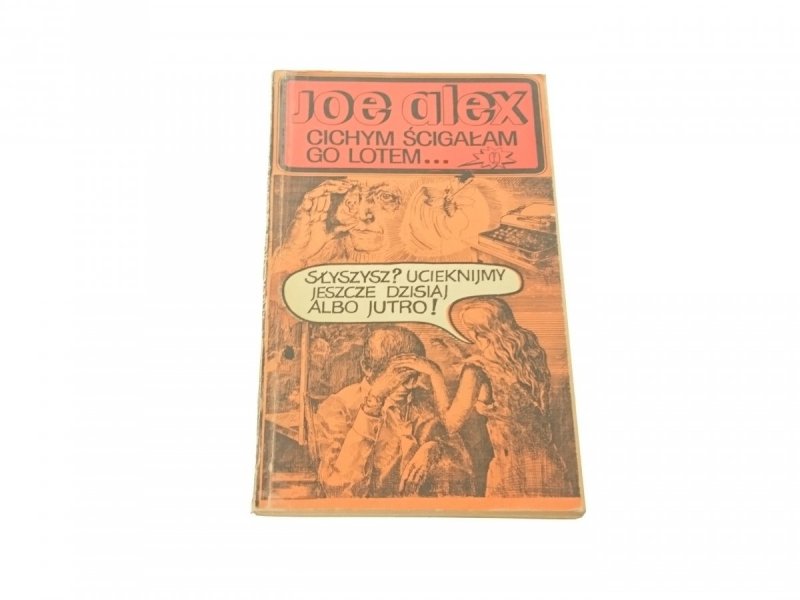 JOE alex
CICHYM ŚCIGAŁAM
GO LOTEM...
SŁYSZYSZ? UCIEKNIJMY
JESZCZE DZISIAJ
ALBO JUTRO!